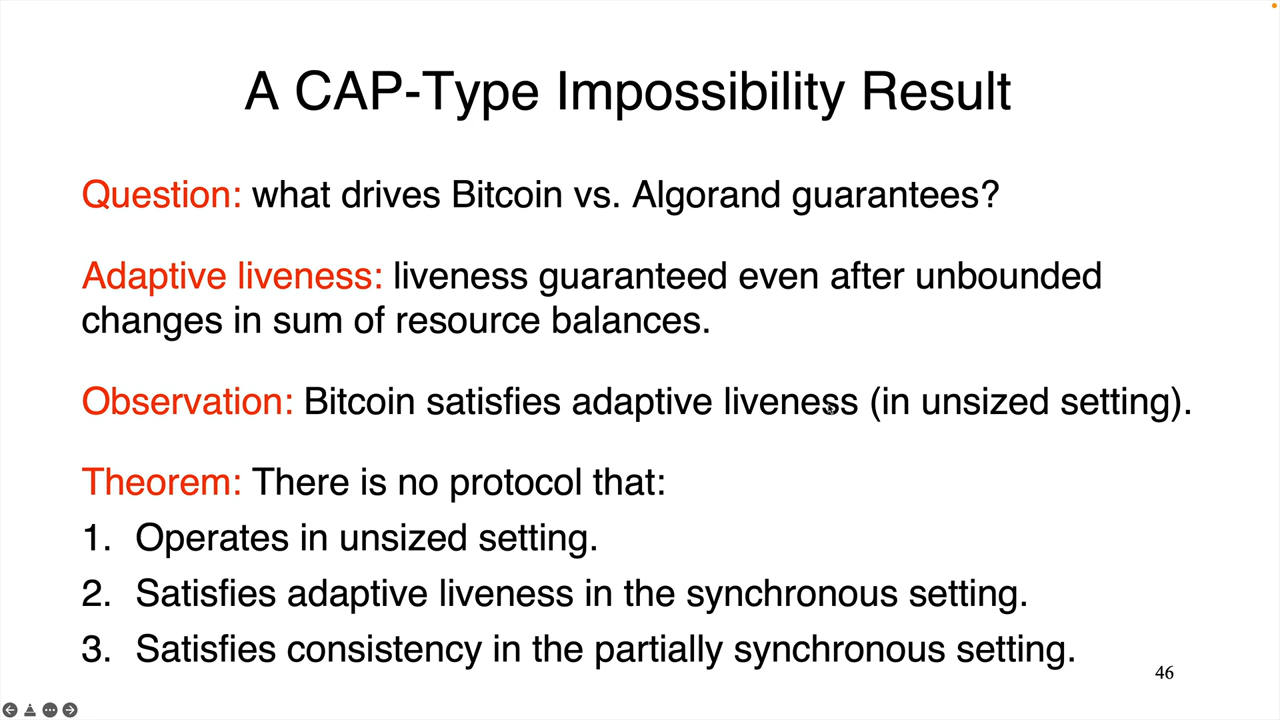 A CAP-Type Impossibility Result
Question: what drives Bitcoin vs. Algorand guarantees?
Adaptive liveness: liveness guaranteed even after unbounded
changes in sum of resource balances.
Observation: Bitcoin satisfies adaptive liveness (in unsized setting).
Theorem: There is no protocol that:
1. Operates in unsized setting.
2. Satisfies adaptive liveness in the synchronous setting.
3. Satisfies consistency in the partially synchronous setting.
46